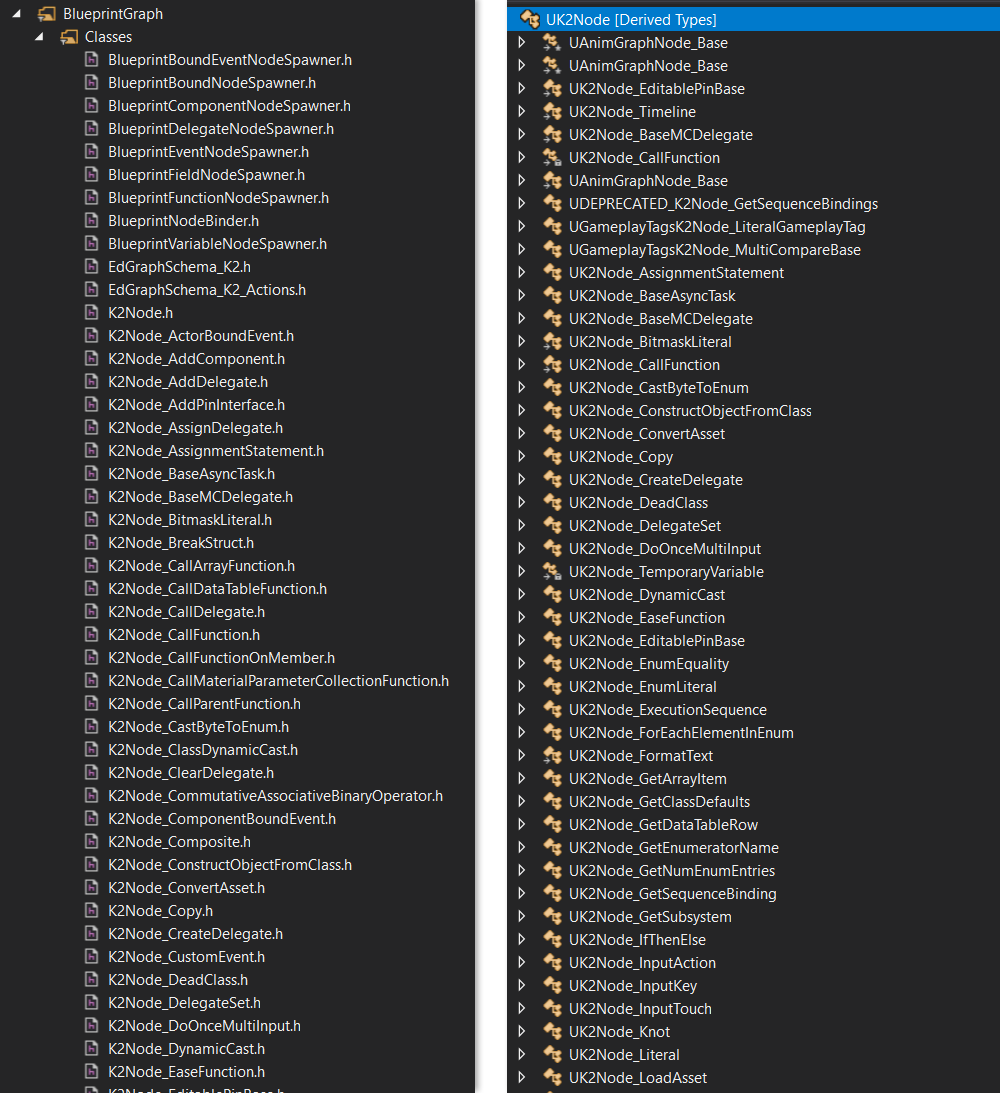 BlueprintGraph
Classes
BlueprintBoundEventNodeSpawner.h
BlueprintBoundNodeSpawner.h
BlueprintComponentNodeSpawner.h
BlueprintDelegateNodeSpawner.h
BlueprintEventNodeSpawner.h
BlueprintFieldNodeSpawner.h
BlueprintFunctionNodeSpawner.h
BlueprintNodeBinder.h
BlueprintVariableNodeSpawner.h
EdGraphSchema_K2.h
EdGraphSchema_K2_Actions.h
K2Node.h
K2Node_ActorBoundEvent.h
K2Node_AddComponent.h
K2Node_AddDelegate.h
K2Node_AddPinInterface.h
K2Node_AssignDelegate.h
K2Node_AssignmentStatement.h
K2Node_BaseAsyncTask.h
K2Node_BaseMCDelegate.h
K2Node_BitmaskLiteral.h
K2Node_BreakStruct.h
K2Node_CallArrayFunction.h
K2Node_CallDataTableFunction.h
K2Node_CallDelegate.h
K2Node_CallFunction.h
K2Node_CallFunctionOnMember.h
K2Node_CallMaterialParameterCollectionFunction.h
K2Node_CallParentFunction.h
K2Node_CastByteToEnum.h
K2Node_ClassDynamicCast.h
K2Node_ClearDelegate.h
K2Node_CommutativeAssociativeBinaryOperator.h
K2Node_ComponentBoundEvent.h
K2Node_Composite.h
K2Node_ConstructObjectFromClass.h
K2Node_ConvertAsset.h
K2Node_Copy.h
K2Node_CreateDelegate.h
K2Node_CustomEvent.h
K2Node_DeadClass.h
K2Node_DelegateSet.h
K2Node_DoOnceMultiInput.h
K2Node_DynamicCast.h
K2Node_EaseFunction.h
K2Node_EditablePinBase.h
UK2Node [Derived Types]
UAnimGraphNode_Base
UAnimGraphNode_Base
UK2Node_EditablePinBase
UK2Node_Timeline
UK2Node_BaseMCDelegate
UK2Node_CallFunction
UAnimGraphNode_Base
UDEPRECATED_K2Node_GetSequenceBindings
UGameplayTagsK2Node_LiteralGameplayTag
UGameplayTagsK2Node_MultiCompareBase
UK2Node_AssignmentStatement
UK2Node_BaseAsyncTask
UK2Node_BaseMCDelegate
UK2Node_BitmaskLiteral
UK2Node_CallFunction
UK2Node_CastByteToEnum
UK2Node_ConstructObjectFromClass
UK2Node_ConvertAsset
UK2Node_Copy
UK2Node_CreateDelegate
UK2Node_DeadClass
UK2Node_DelegateSet
UK2Node_DoOnceMultiInput
UK2Node_TemporaryVariable
UK2Node_DynamicCast
UK2Node_EaseFunction
UK2Node_EditablePinBase
UK2Node_EnumEquality
UK2Node_EnumLiteral
UK2Node_ExecutionSequence
UK2Node_ForEachElementInEnum
UK2Node_FormatText
UK2Node_GetArrayItem
UK2Node_GetClassDefaults
UK2Node_GetDataTableRow
UK2Node_GetEnumeratorName
UK2Node_GetNumEnumEntries
UK2Node_GetSequenceBinding
UK2Node_GetSubsystem
UK2Node_IfThenElse
UK2Node_InputAction
UK2Node_InputKey
UK2Node_InputTouch
UK2Node_Knot
UK2Node_Literal
UK2Node_LoadAsset